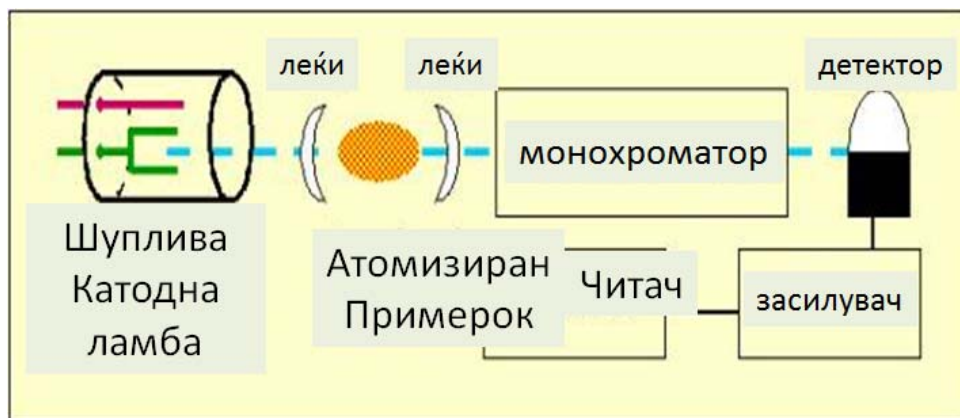 леќи
леќи
детектор
монохроматор
Шуплива
Катодна
ламба
Атомизиран
Примерок
Читач
засилувач